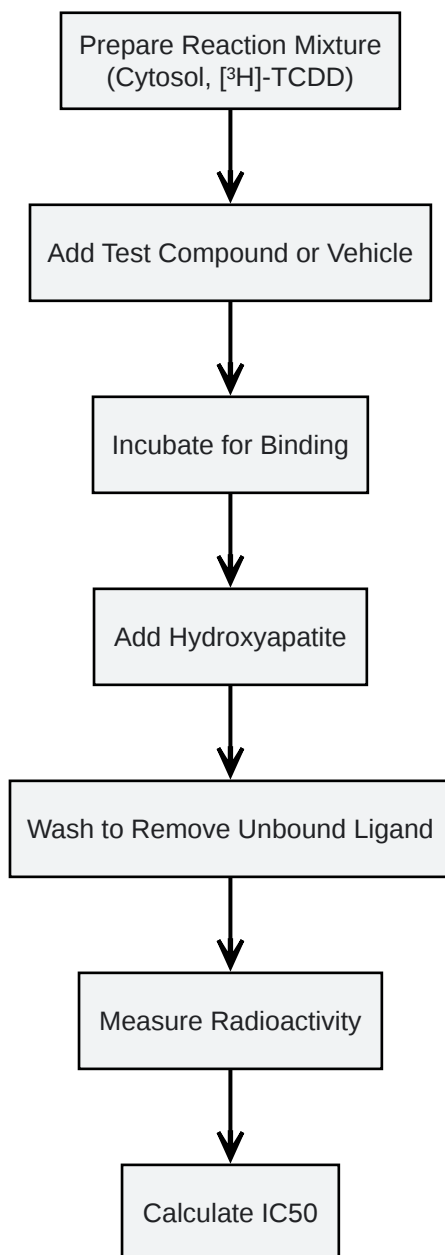 Prepare Reaction Mixture
(Cytosol, [³H]-TCDD)
Add Test Compound or Vehicle
Incubate for Binding
Add Hydroxyapatite
Wash to Remove Unbound Ligand
Measure Radioactivity
Calculate IC50